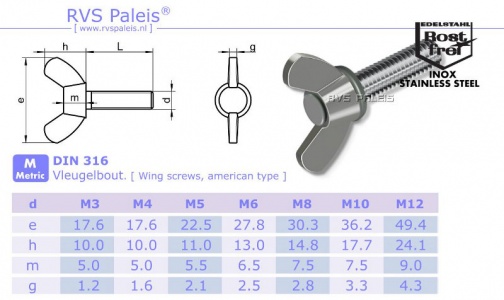 RVS Paleis®
[ www.rvspaleis.nl ]
EDELSTAHL
Rost
frei
INOX
STAINLESS STEEL
h L g
e m d
RVS PALEIS
M
Metric
DIN 316
Vleugelbout. [ Wing screws, american type ]
d M3 M4 M5 M6 M8 M10 M12
e 17.6 17.6 22.5 27.8 30.3 36.2 49.4
h 10.0 10.0 11.0 13.0 14.8 17.7 24.1
m 5.0 5.0 5.5 6.5 7.5 7.5 9.0
g 1.2 1.6 2.1 2.5 2.8 3.3 4.3